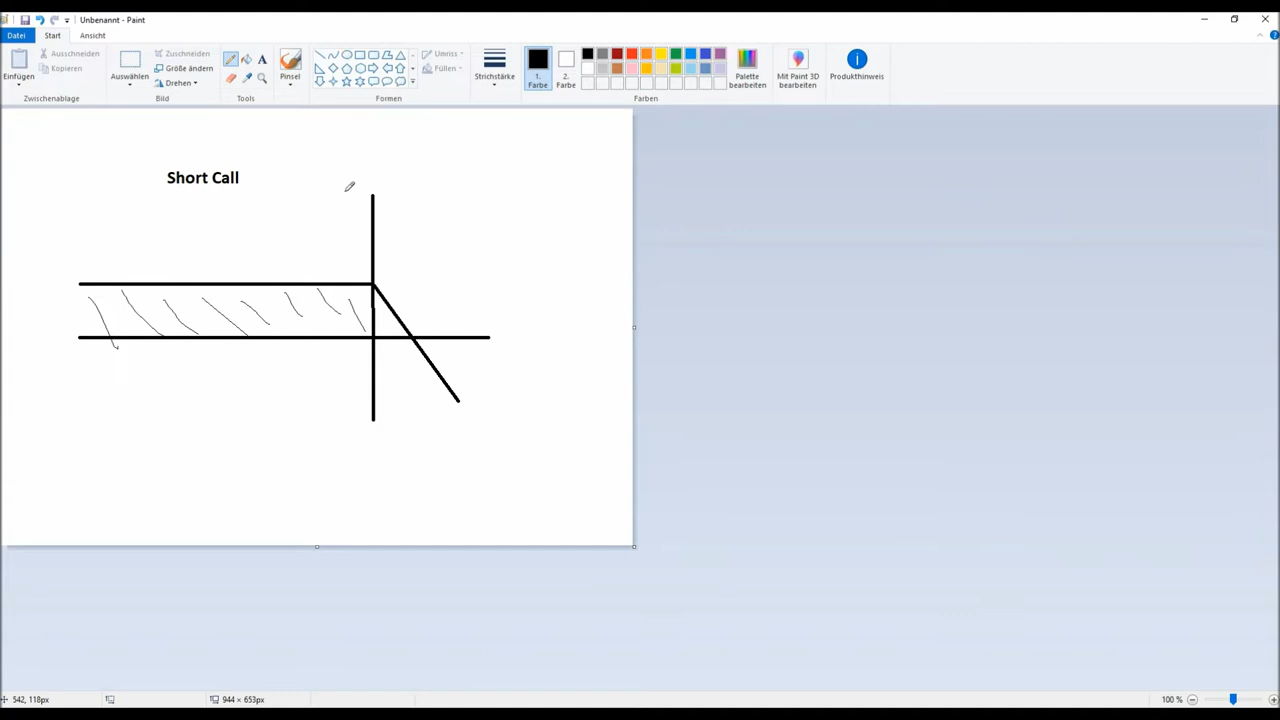 Unbenannt - Paint
Datei Start Ansicht
Einfügen
Ausschneiden
Kopieren
Zwischenablage
Auswählen
Zuschneiden
Größe ändern
Drehen
Bild
A
Tools
Pinsel
Umriss
Füllen
Formen
Strichstärke
1.
Farbe
2.
Farbe
Palette
bearbeiten
Farben
Mit Paint 3D
bearbeiten
Produkthinweis
Short Call
542, 118px 944 × 653px 100 %